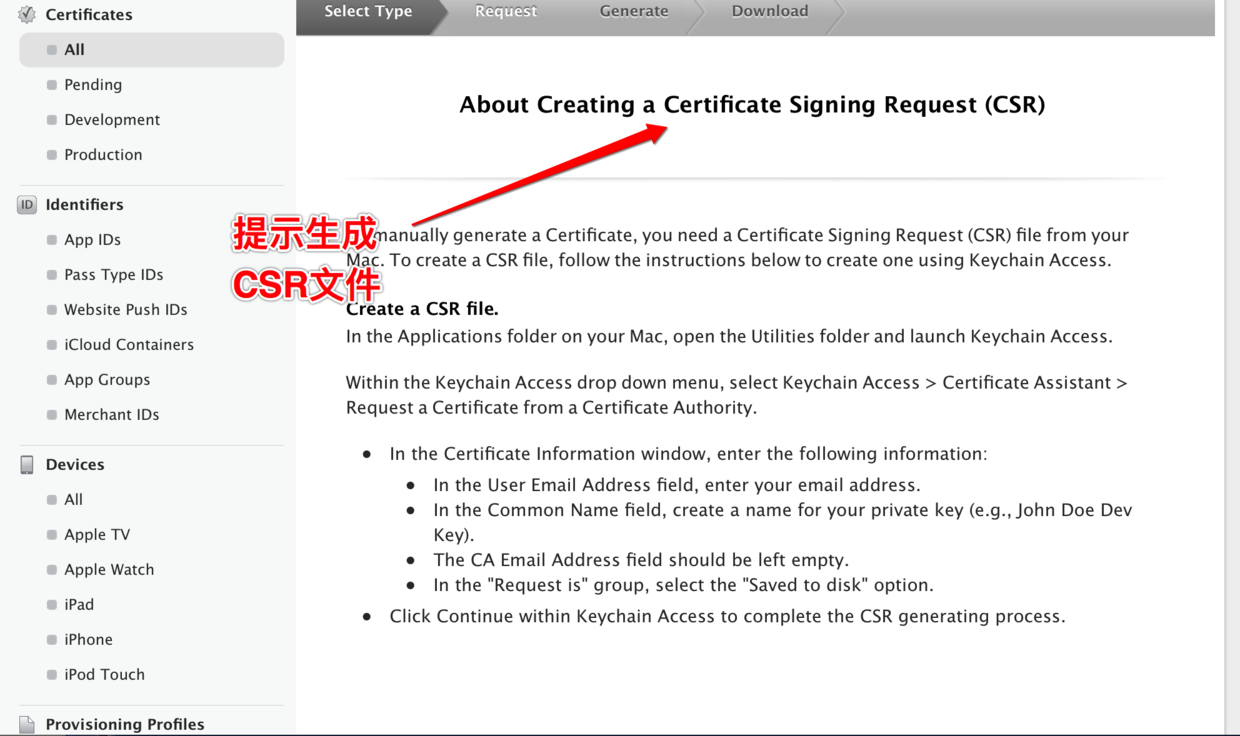 Certificates
All
Pending
Development
Production
ID Identifiers
App IDs
Pass Type IDs
Website Push IDs
iCloud Containers
App Groups
Merchant IDs
Devices
All
Apple TV
Apple Watch
iPad
iPhone
iPod Touch
Provisioning Profiles
Select Type Request Generate Download
About Creating a Certificate Signing Request (CSR)
提示生成
CSR文件
manually generate a Certificate, you need a Certificate Signing Request (CSR) file from your
Mac. To create a CSR file, follow the instructions below to create one using Keychain Access.
Create a CSR file.
In the Applications folder on your Mac, open the Utilities folder and launch Keychain Access.
Within the Keychain Access drop down menu, select Keychain Access > Certificate Assistant >
Request a Certificate from a Certificate Authority.
• In the Certificate Information window, enter the following information:
• In the User Email Address field, enter your email address.
• In the Common Name field, create a name for your private key (e.g., John Doe Dev
Key).
• The CA Email Address field should be left empty.
• In the "Request is" group, select the "Saved to disk" option.
• Click Continue within Keychain Access to complete the CSR generating process.